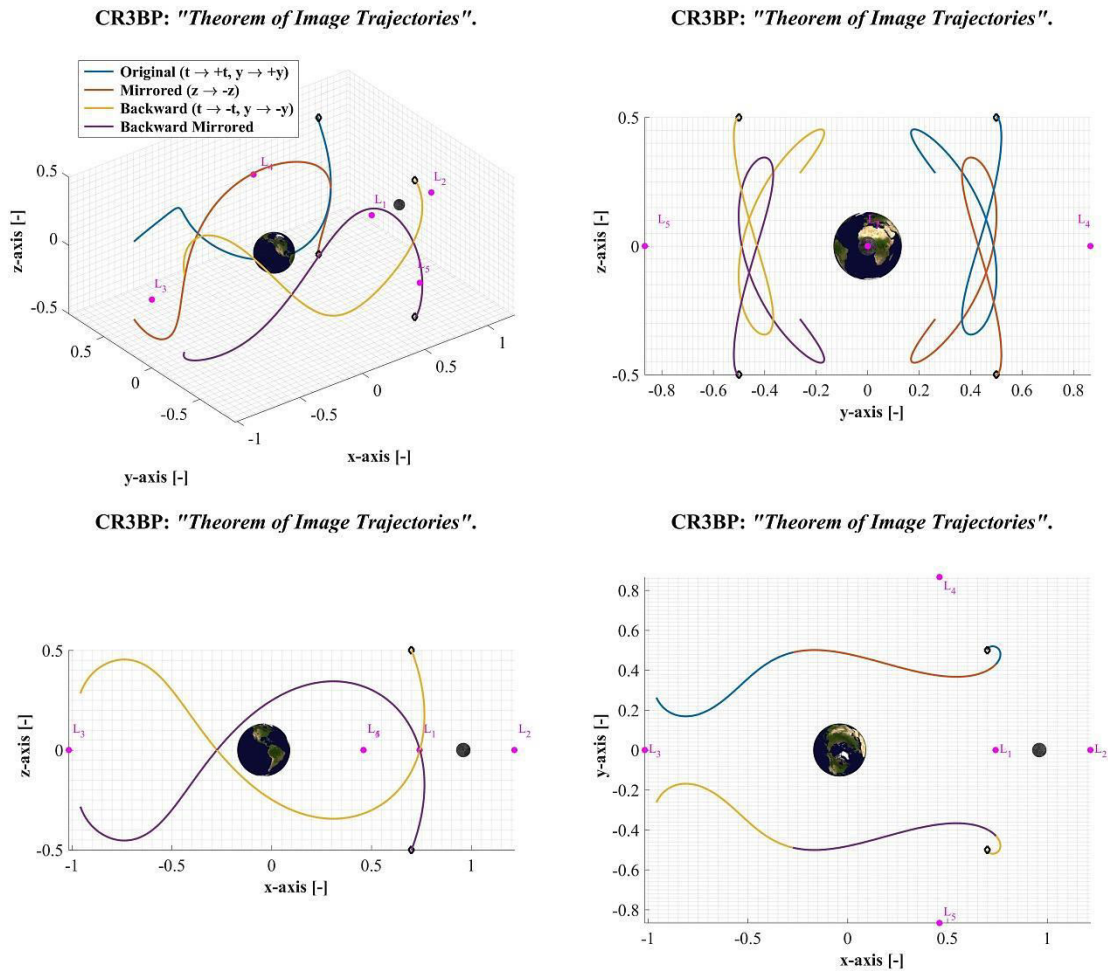 CR3BP: "Theorem of Image Trajectories".
Original (t → +t, y → +y)
Mirrored (z → -z)
Backward (t → -t, y → -y)
Backward Mirrored
L4
L2
L1
L3
0.5
0
-0.5
z-axis [-]
0.5
0
-0.5
y-axis [-]
-1
-0.5
0
0.5
1
x-axis [-]
CR3BP: "Theorem of Image Trajectories".
0.5
0
-0.5
z-axis [-]
L5
L4
-0.8
-0.6
-0.4
-0.2
0
0.2
0.4
0.6
0.8
y-axis [-]
CR3BP: "Theorem of Image Trajectories".
0.5
0
-0.5
z-axis [-]
L3
L1
L2
-1
-0.5
0
0.5
1
x-axis [-]
CR3BP: "Theorem of Image Trajectories".
0.8
0.6
0.4
0.2
0
-0.2
-0.4
-0.6
-0.8
y-axis [-]
L4
L3
L1
L2
L5
-1
-0.5
0
0.5
1
x-axis [-]